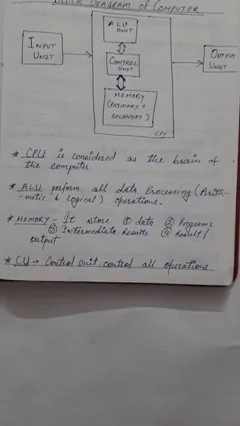 BLOCK DIAGRAM OF COMPUTER
ALU
UNIT
INPUT
UNIT
CONTROL
UNIT
OUTPUT
UNIT
MEMORY
(PRIMARY +
SECONDARY)
CPU
* CPU is considered as the brain of
the computer
* ALU perform all data Processing (Arith-
-metic & Logical) operations.
* MEMORY - It store ① data ② Programs
③ Intermediate Results ④ Result/
output
* CU → Control unit control all operations